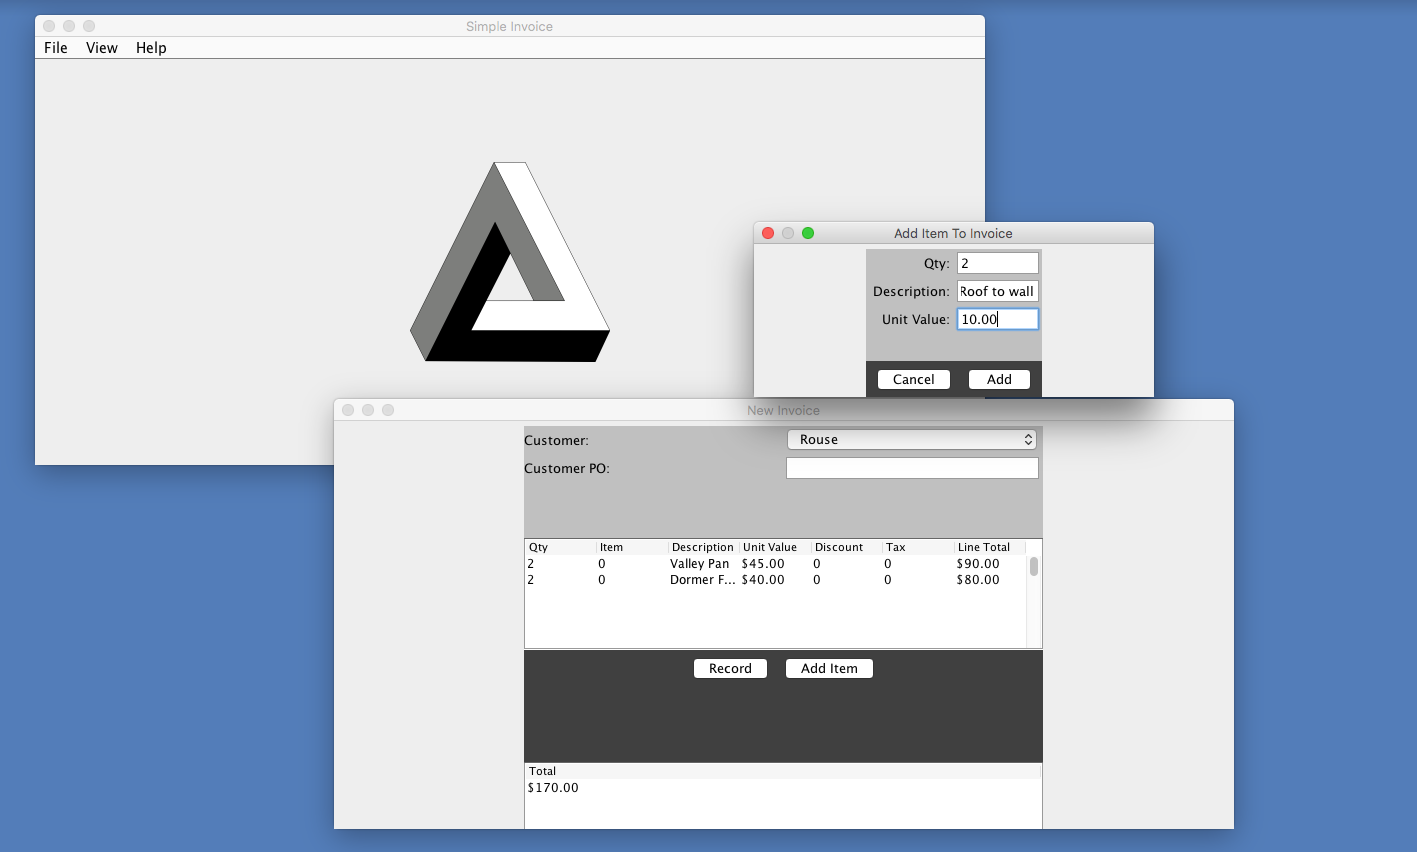 Simple Invoice
File View Help
Add Item To Invoice
Qty: 2
Description: Roof to wall
Unit Value: 10.00
Cancel Add
New Invoice
Customer: Rouse
Customer PO:
Qty Item Description Unit Value Discount Tax Line Total
2 0 Valley Pan $45.00 0 0 $90.00
2 0 Dormer F... $40.00 0 0 $80.00
Record Add Item
Total
$170.00